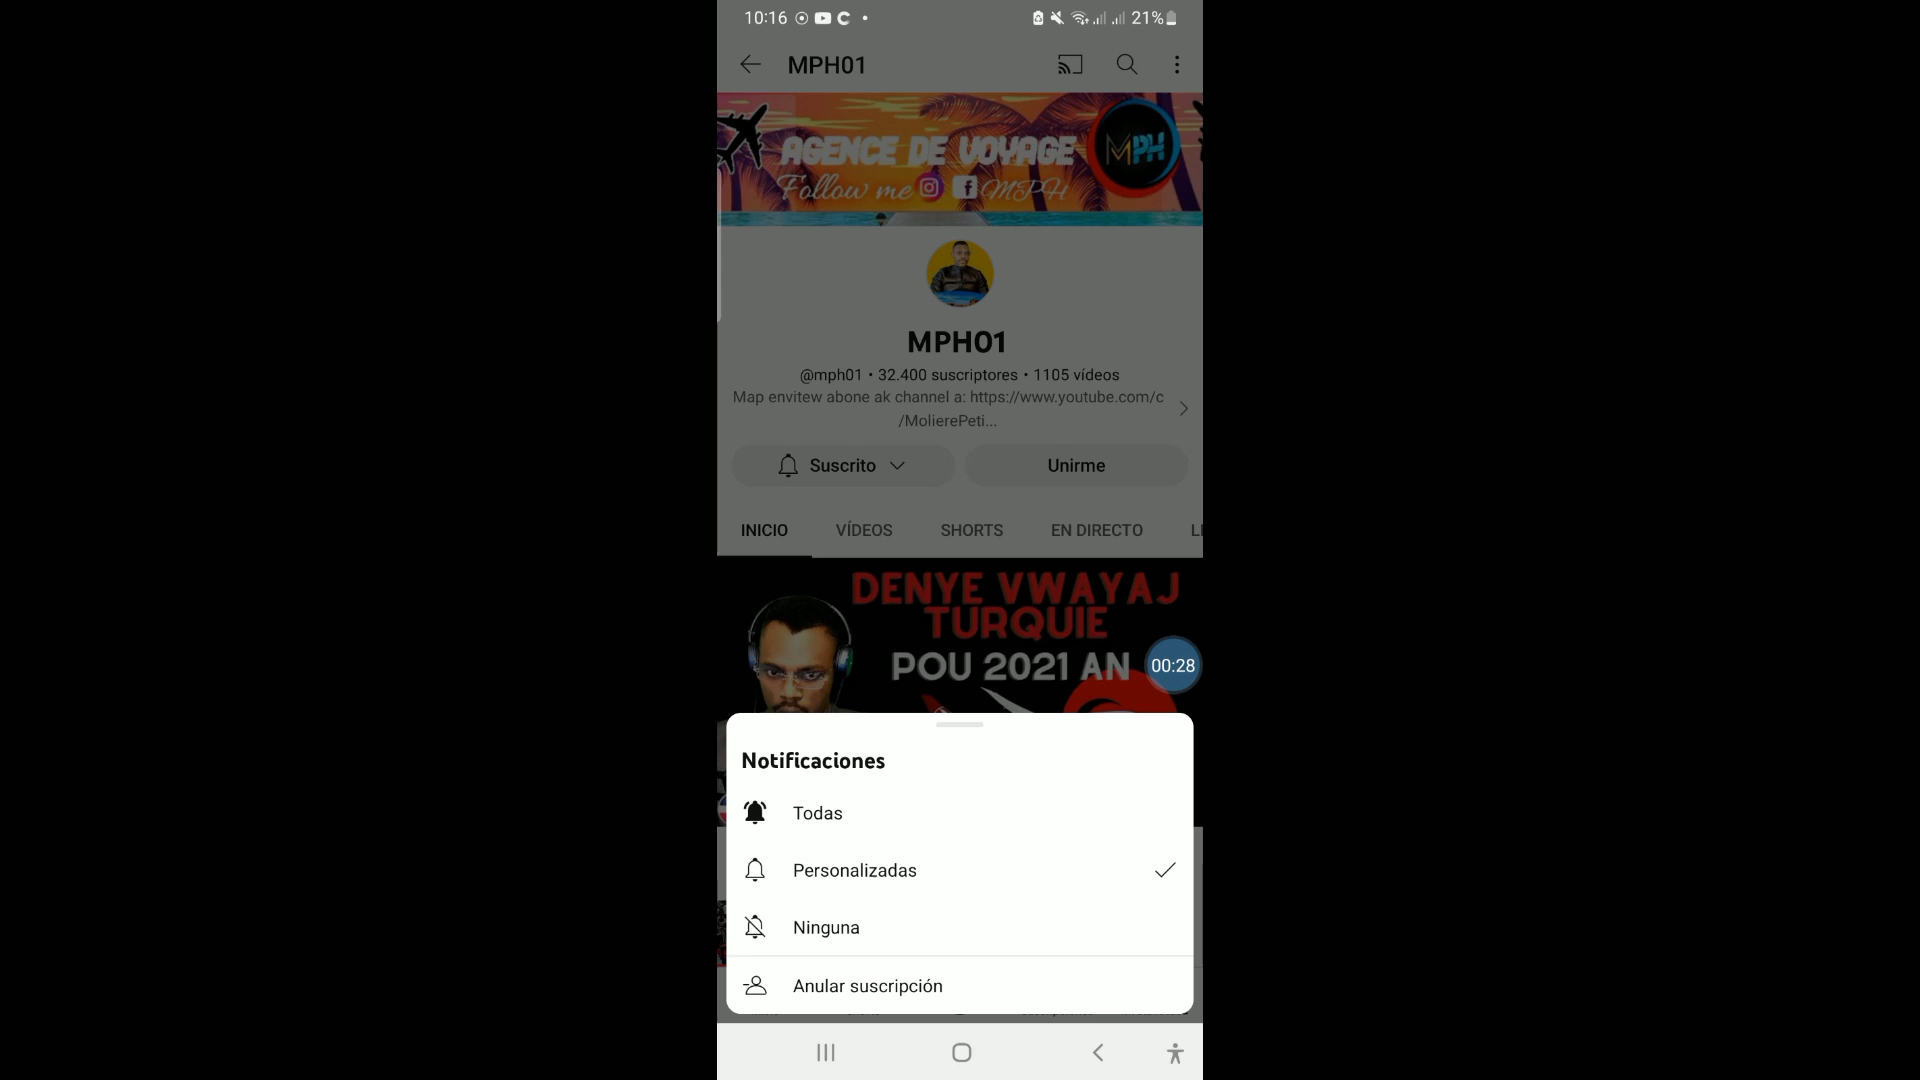 10:16
21%
MPH01
AGENCE DE VOYAGE
MPH
Follow me
MPH
MPH01
@mph01 • 32.400 suscriptores • 1105 vídeos
Map envitew abone ak channel a: https://www.youtube.com/c
/MolierePeti...
Suscrito
Unirme
INICIO
VÍDEOS
SHORTS
EN DIRECTO
DENYE VWAYAJ
TURQUIE
POU 2021 AN
00:28
Notificaciones
Todas
Personalizadas
Ninguna
Anular suscripción